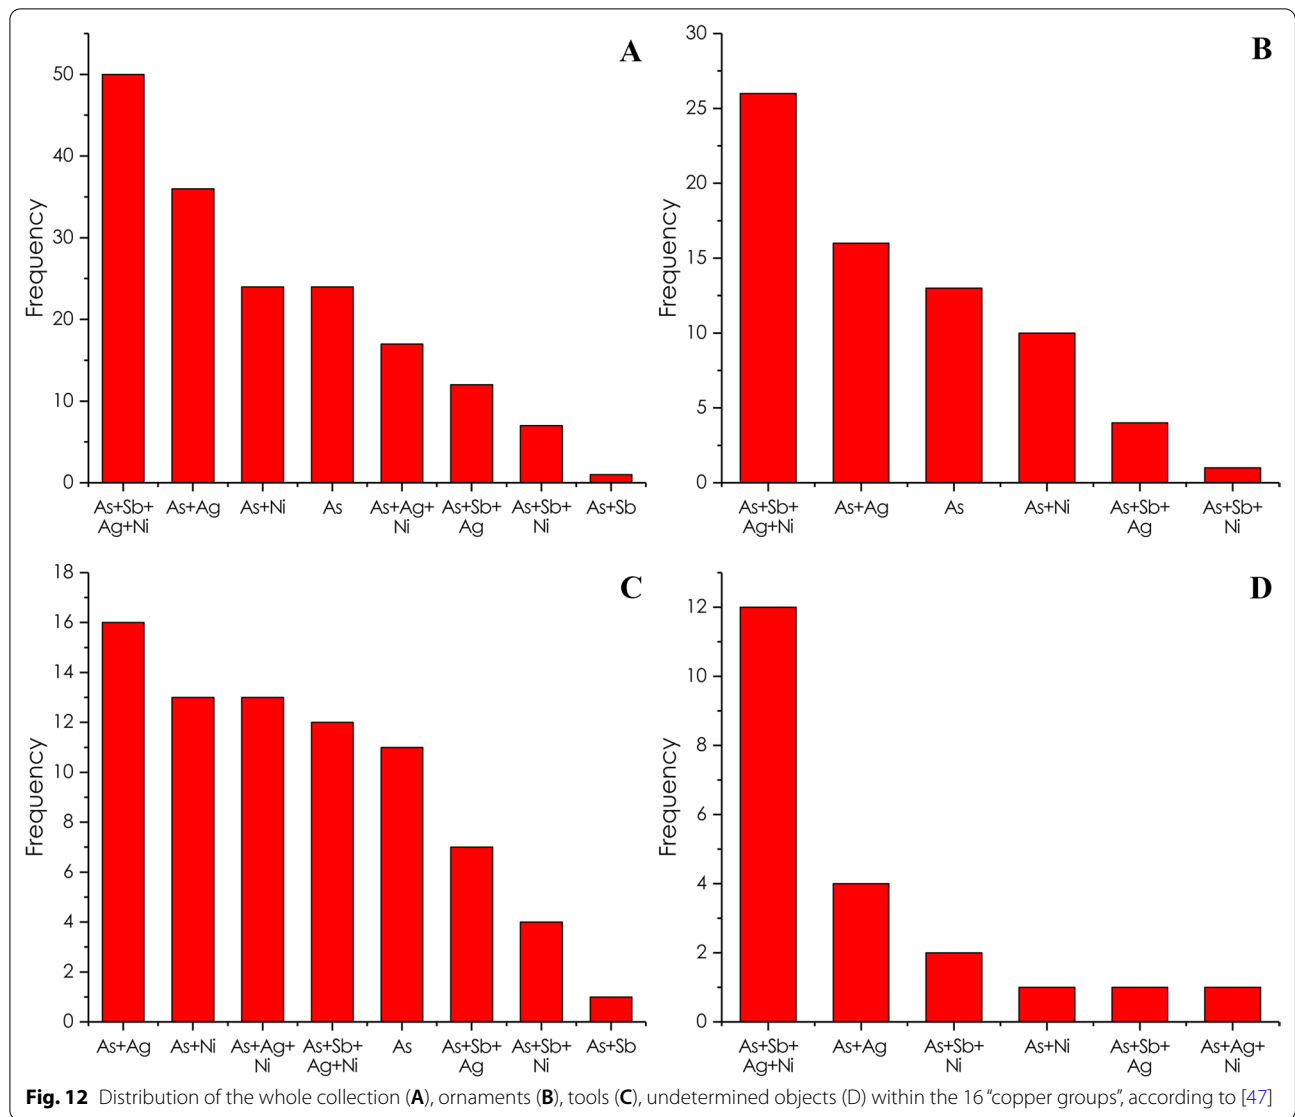 A
Frequency
50
40
30
20
10
0
As+Sb+
Ag+Ni
As+Ag
As+Ni
As
As+Ag+
Ni
As+Sb+
Ag
As+Sb+
Ni
As+Sb
B
Frequency
30
25
20
15
10
5
0
As+Sb+
Ag+Ni
As+Ag
As
As+Ni
As+Sb+
Ag
As+Sb+
Ni
C
Frequency
18
16
14
12
10
8
6
4
2
0
As+Ag
As+Ni
As+Ag+
Ni
As+Sb+
Ag+Ni
As
As+Sb+
Ag
As+Sb+
Ni
As+Sb
D
Frequency
12
10
8
6
4
2
0
As+Sb+
Ag+Ni
As+Ag
As+Sb+
Ni
As+Ni
As+Sb+
Ag
As+Ag+
Ni
Fig. 12 Distribution of the whole collection (A), ornaments (B), tools (C), undetermined objects (D) within the 16 “copper groups”, according to [47]